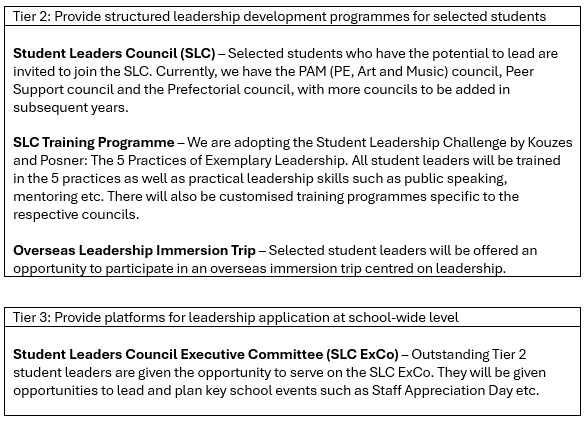 Tier 2: Provide structured leadership development programmes for selected students
Student Leaders Council (SLC) – Selected students who have the potential to lead are
invited to join the SLC. Currently, we have the PAM (PE, Art and Music) council, Peer
Support council and the Prefectorial council, with more councils to be added in
subsequent years.
SLC Training Programme – We are adopting the Student Leadership Challenge by Kouzes
and Posner: The 5 Practices of Exemplary Leadership. All student leaders will be trained
in the 5 practices as well as practical leadership skills such as public speaking,
mentoring etc. There will also be customised training programmes specific to the
respective councils.
Overseas Leadership Immersion Trip – Selected student leaders will be offered an
opportunity to participate in an overseas immersion trip centred on leadership.
Tier 3: Provide platforms for leadership application at school-wide level
Student Leaders Council Executive Committee (SLC ExCo) – Outstanding Tier 2
student leaders are given the opportunity to serve on the SLC ExCo. They will be given
opportunities to lead and plan key school events such as Staff Appreciation Day etc.